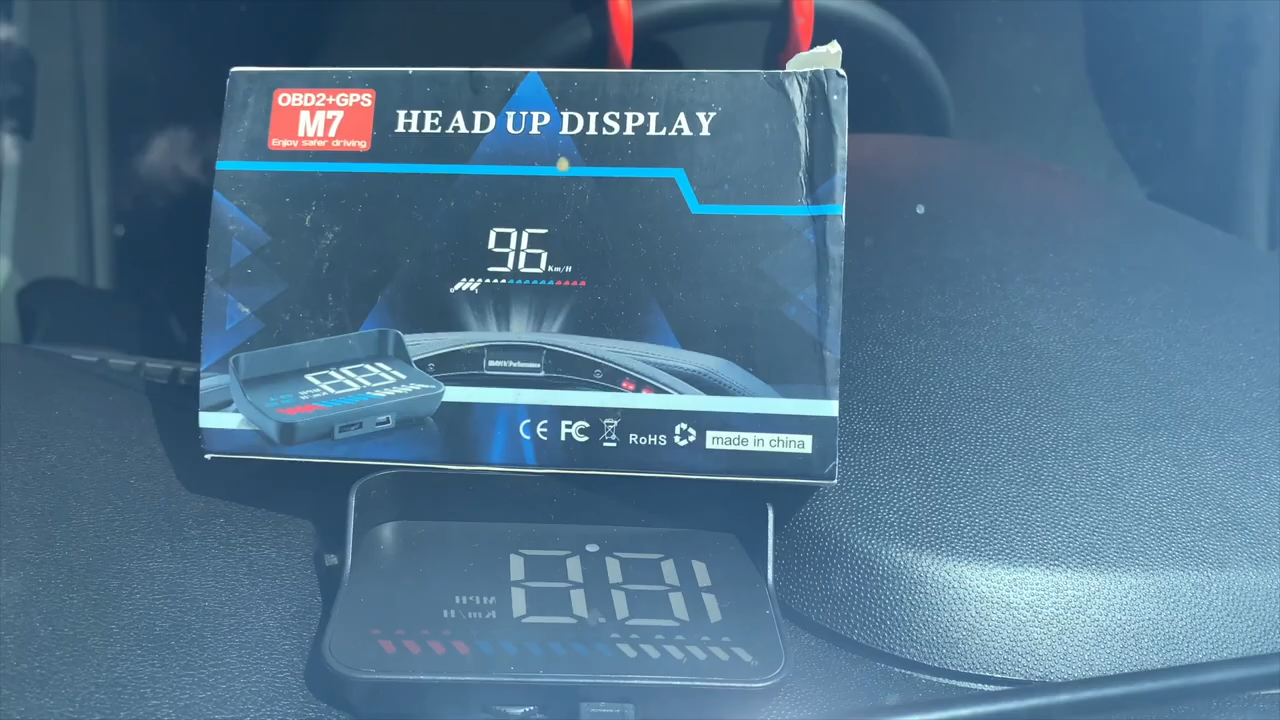 OBD2+GPS
M7
Enjoy safer driving
HEAD UP DISPLAY
96 Km/H
CE FC RoHS made in china
MPH
Km/H